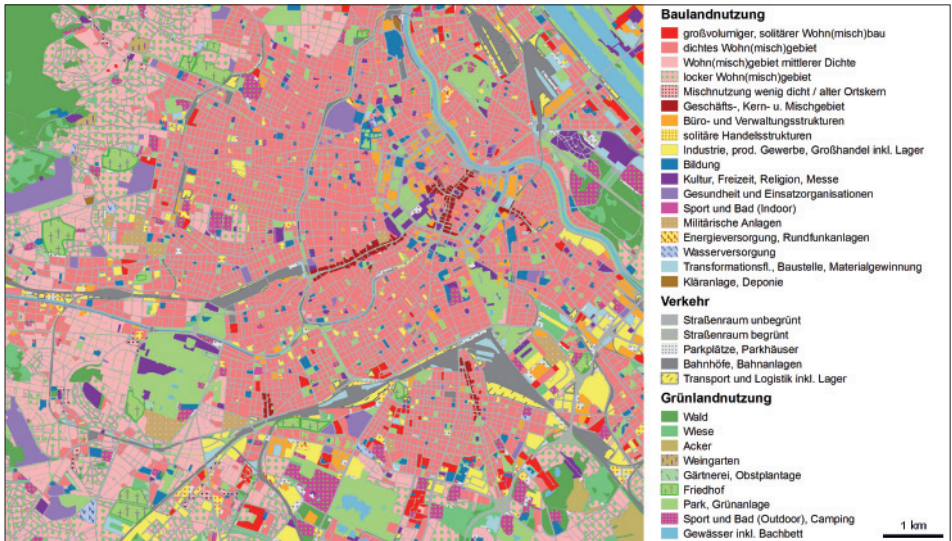 Baulandnutzung
großvolumiger, solitärer Wohn(misch)bau
dichtes Wohn(misch)gebiet
Wohn(misch)gebiet mittlerer Dichte
locker Wohn(misch)gebiet
Mischnutzung wenig dicht / alter Ortskern
Geschäfts-, Kern- u. Mischgebiet
Büro- und Verwaltungsstrukturen
solitäre Handelsstrukturen
Industrie, prod. Gewerbe, Großhandel inkl. Lager
Bildung
Kultur, Freizeit, Religion, Messe
Gesundheit und Einsatzorganisationen
Sport und Bad (Indoor)
Militärische Anlagen
Energieversorgung, Rundfunkanlagen
Wasserversorgung
Transformationsfl., Baustelle, Materialgewinnung
Kläranlage, Deponie
Verkehr
Straßenraum unbegrünt
Straßenraum begrünt
Parkplätze, Parkhäuser
Bahnhöfe, Bahnanlagen
Transport und Logistik inkl. Lager
Grünlandnutzung
Wald
Wiese
Acker
Weingarten
Gärtnerei, Obstplantage
Friedhof
Park, Grünanlage
Sport und Bad (Outdoor), Camping
Gewässer inkl. Bachbett
1 km